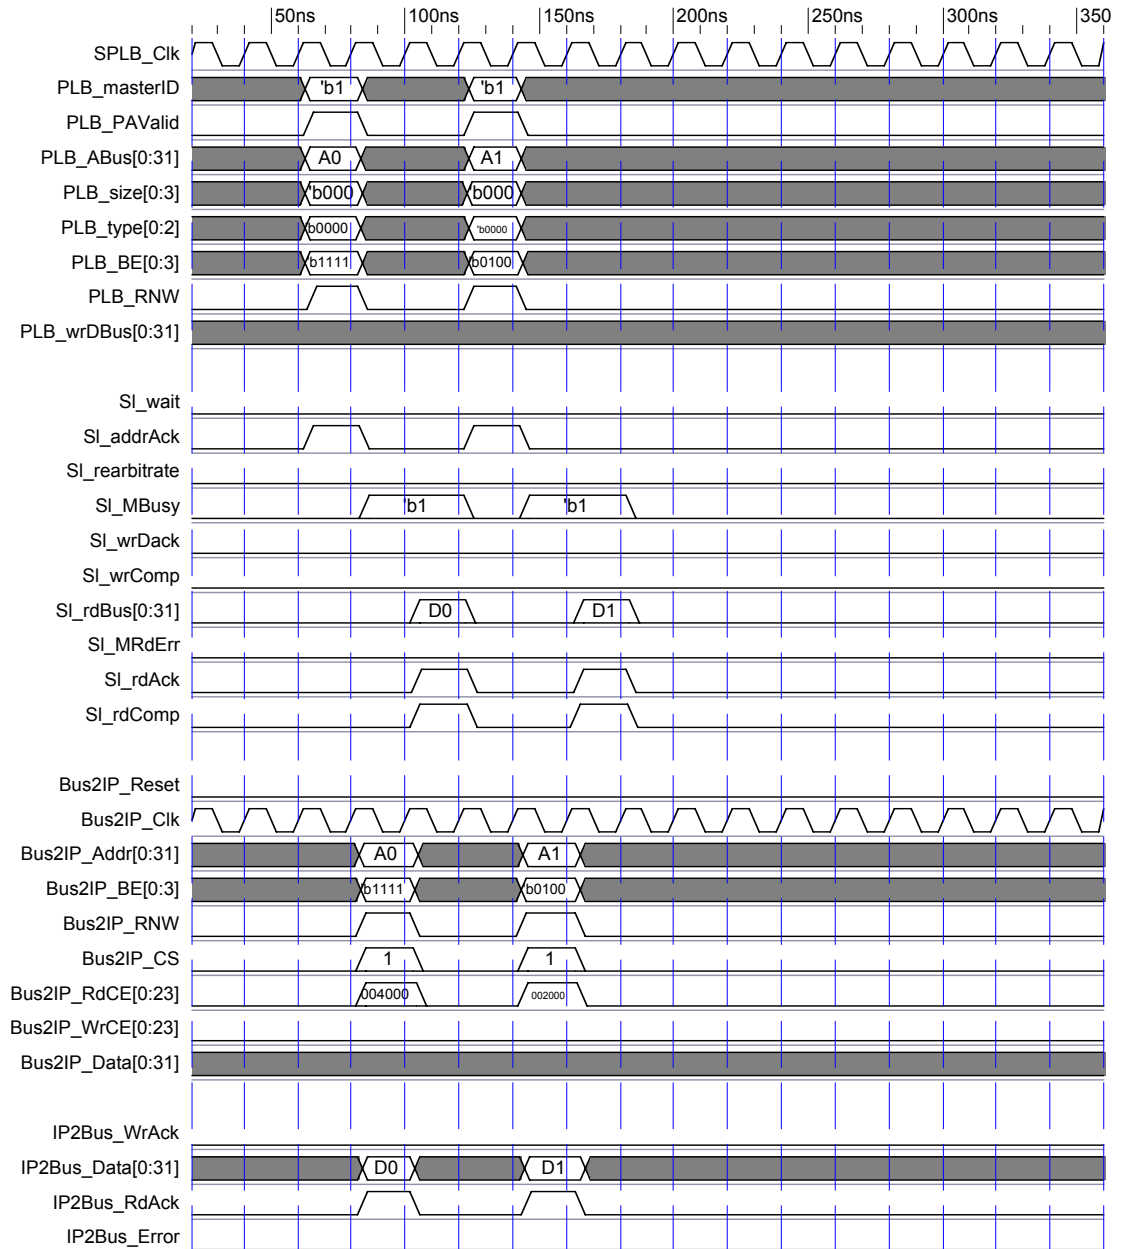 50ns 100ns 150ns 200ns 250ns 300ns 350
SPLB_Clk
PLB_masterID 'b1 'b1
PLB_PAValid
PLB_ABus[0:31] A0 A1
PLB_size[0:3] 'b000 'b000
PLB_type[0:2] 'b0000 'b0000
PLB_BE[0:3] 'b1111 'b0100
PLB_RNW
PLB_wrDBus[0:31]
Sl_wait
Sl_addrAck
Sl_rearbitrate
Sl_MBusy 'b1 'b1
Sl_wrDack
Sl_wrComp
Sl_rdBus[0:31] D0 D1
Sl_MRdErr
Sl_rdAck
Sl_rdComp
Bus2IP_Reset
Bus2IP_Clk
Bus2IP_Addr[0:31] A0 A1
Bus2IP_BE[0:3] 'b1111 'b0100
Bus2IP_RNW
Bus2IP_CS 1 1
Bus2IP_RdCE[0:23] 004000 002000
Bus2IP_WrCE[0:23]
Bus2IP_Data[0:31]
IP2Bus_WrAck
IP2Bus_Data[0:31] D0 D1
IP2Bus_RdAck
IP2Bus_Error